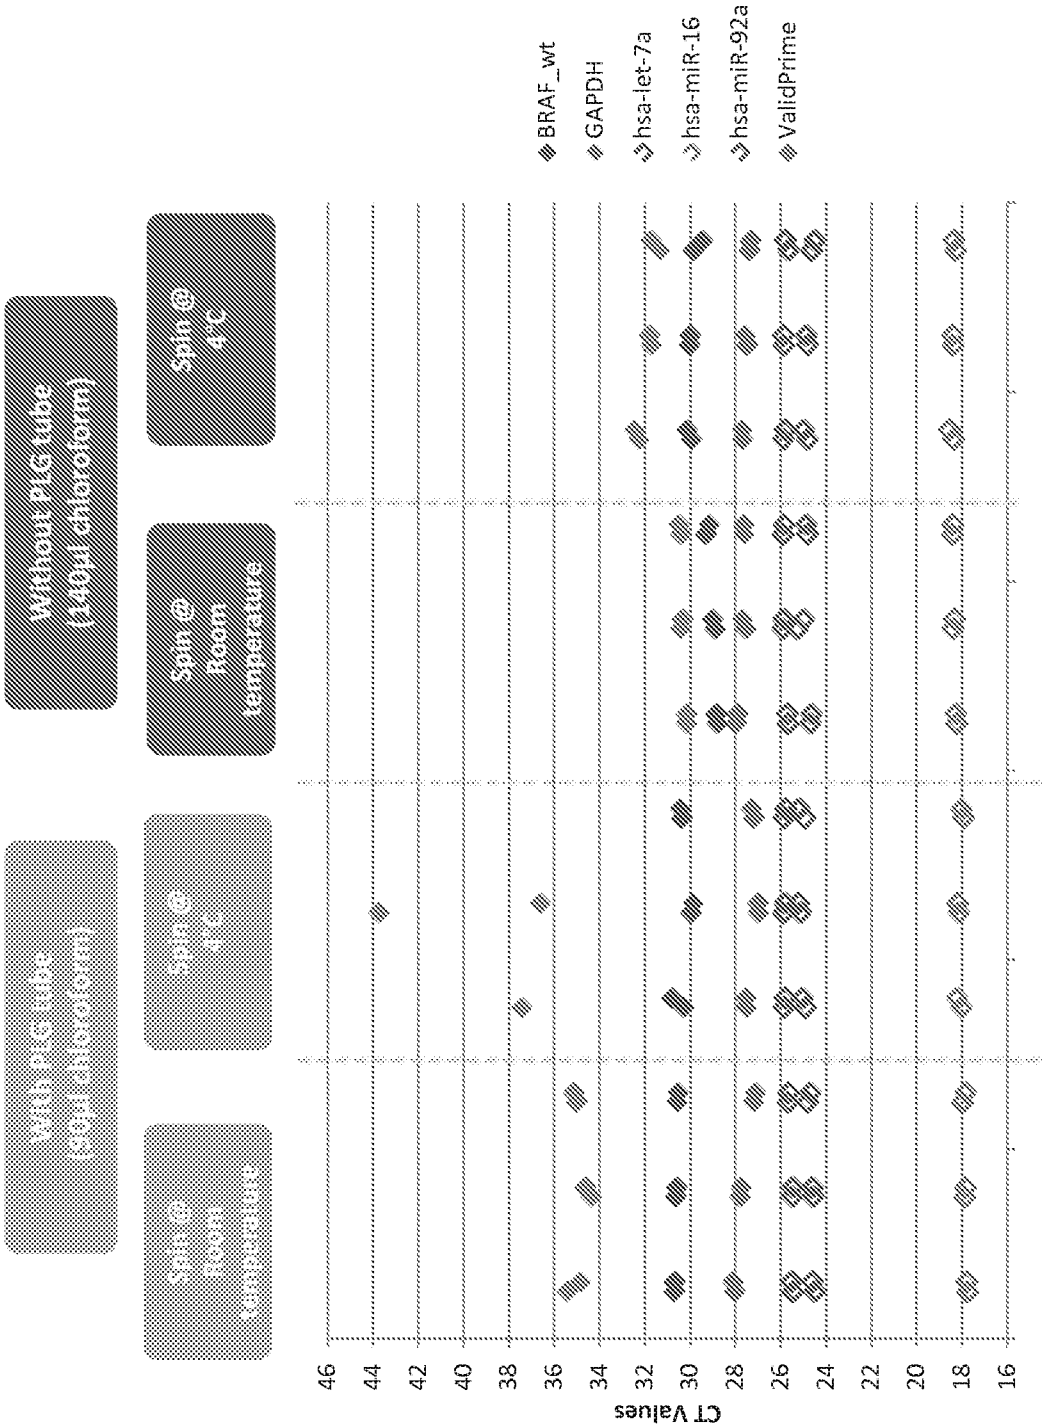 With PLG tube
(90µl chloroform)
Without PLG tube
(140µl chloroform)
Spin @
Room
temperature
Spin @
4°C
Spin @
Room
temperature
Spin @
4°C
CT Values
46
44
42
40
38
36
34
32
30
28
26
24
22
20
18
16
BRAF_wt
GAPDH
hsa-let-7a
hsa-miR-16
hsa-miR-92a
ValidPrime